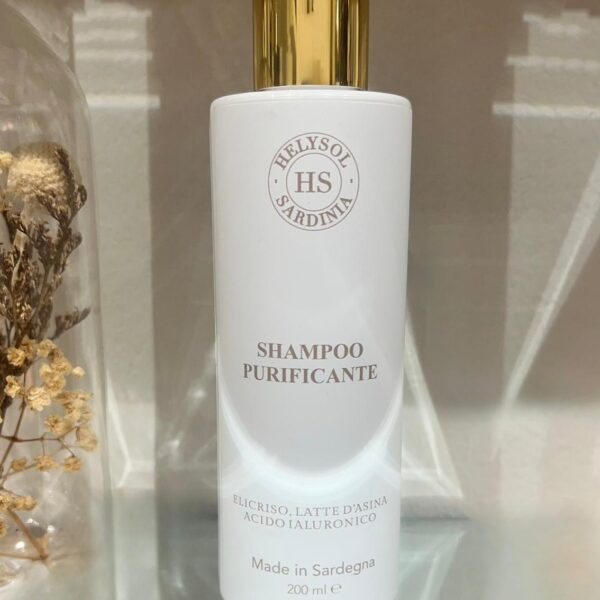 HELYSOL
HS
SARDINIA
SHAMPOO
PURIFICANTE
ELICRISO, LATTE D'ASINA
ACIDO IALURONICO
Made in Sardegna
200 ml ℮